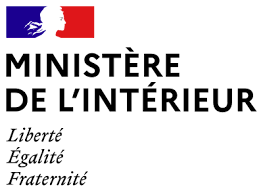 MINISTÈRE
DE L'INTÉRIEUR
Liberté
Égalité
Fraternité